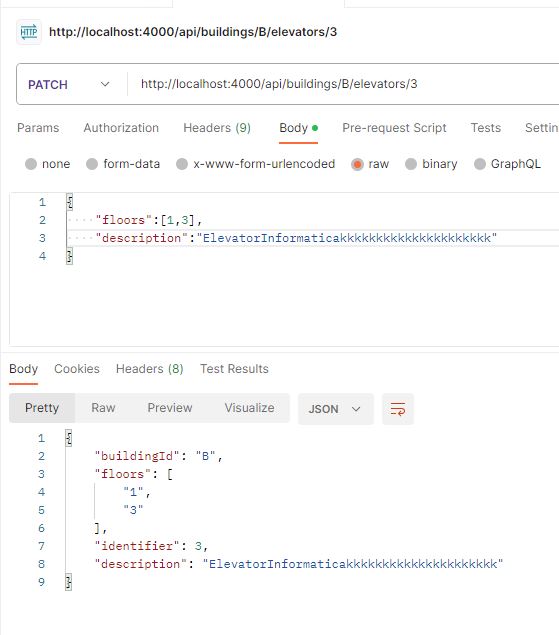 HTTP http://localhost:4000/api/buildings/B/elevators/3
PATCH http://localhost:4000/api/buildings/B/elevators/3
Params Authorization Headers (9) Body Pre-request Script Tests Settin
none form-data x-www-form-urlencoded raw binary GraphQL
1 {
2 "floors":[1,3],
3 "description":"ElevatorInformaticakkkkkkkkkkkkkkkkkkkkk"
4 }
Body Cookies Headers (8) Test Results
Pretty Raw Preview Visualize JSON
1 {
2 "buildingId": "B",
3 "floors": [
4 "1",
5 "3"
6 ],
7 "identifier": 3,
8 "description": "ElevatorInformaticakkkkkkkkkkkkkkkkkkkkk"
9 }